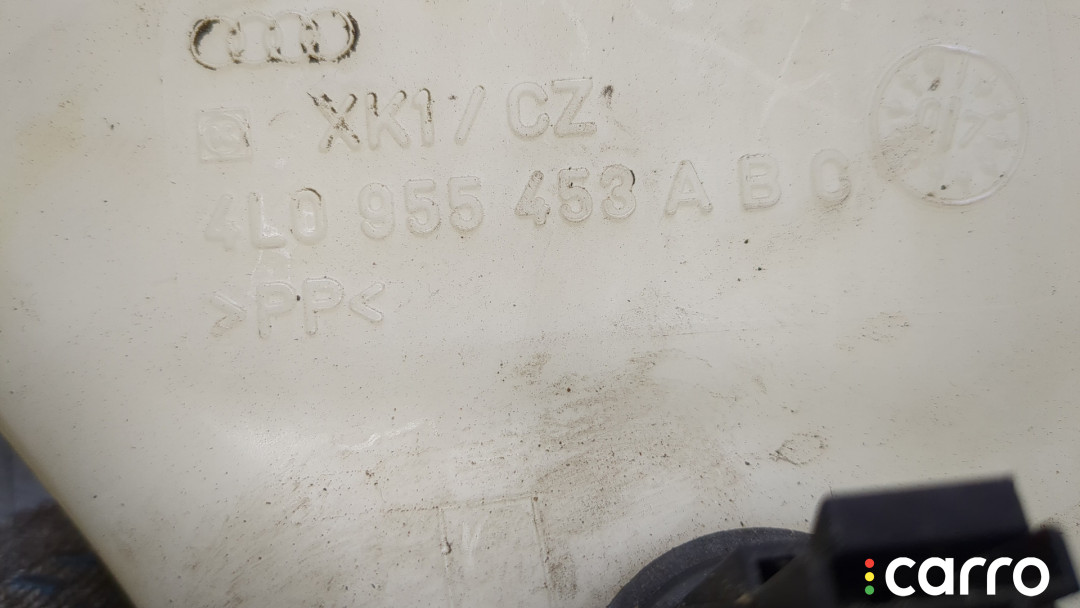 XK1 / CZ
4L0 955 453 A B C
>PP<
carro